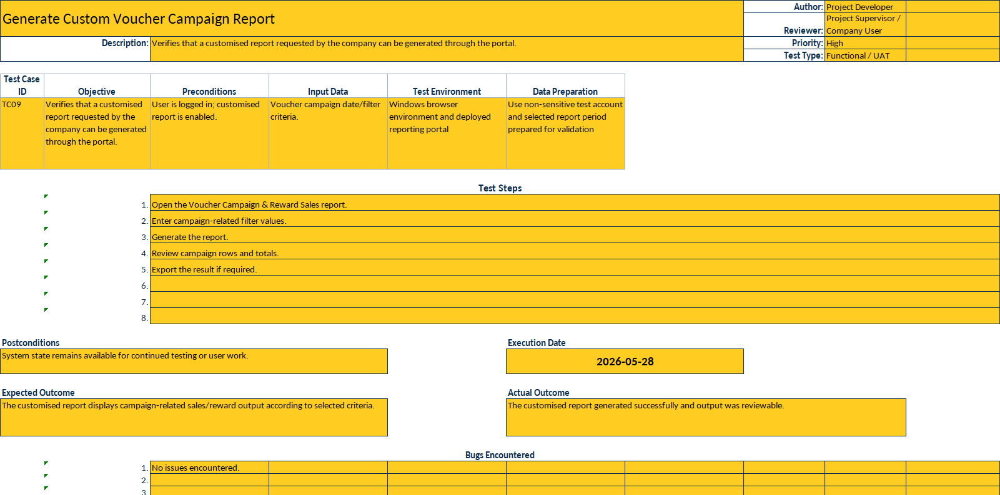 Generate Custom Voucher Campaign Report
Author: Project Developer
Reviewer: Project Supervisor /
Company User
Description: Verifies that a customised report requested by the company can be generated through the portal.
Priority: High
Test Type: Functional / UAT
Test Case
ID
Objective
Preconditions
Input Data
Test Environment
Data Preparation
TC09
Verifies that a customised
report requested by the
company can be generated
through the portal.
User is logged in; customised
report is enabled.
Voucher campaign date/filter
criteria.
Windows browser
environment and deployed
reporting portal
Use non-sensitive test account
and selected report period
prepared for validation
Test Steps
1. Open the Voucher Campaign & Reward Sales report.
2. Enter campaign-related filter values.
3. Generate the report.
4. Review campaign rows and totals.
5. Export the result if required.
6.
7.
8.
Postconditions
System state remains available for continued testing or user work.
Execution Date
2026-05-28
Expected Outcome
The customised report displays campaign-related sales/reward output according to selected criteria.
Actual Outcome
The customised report generated successfully and output was reviewable.
Bugs Encountered
1. No issues encountered.
2.
3